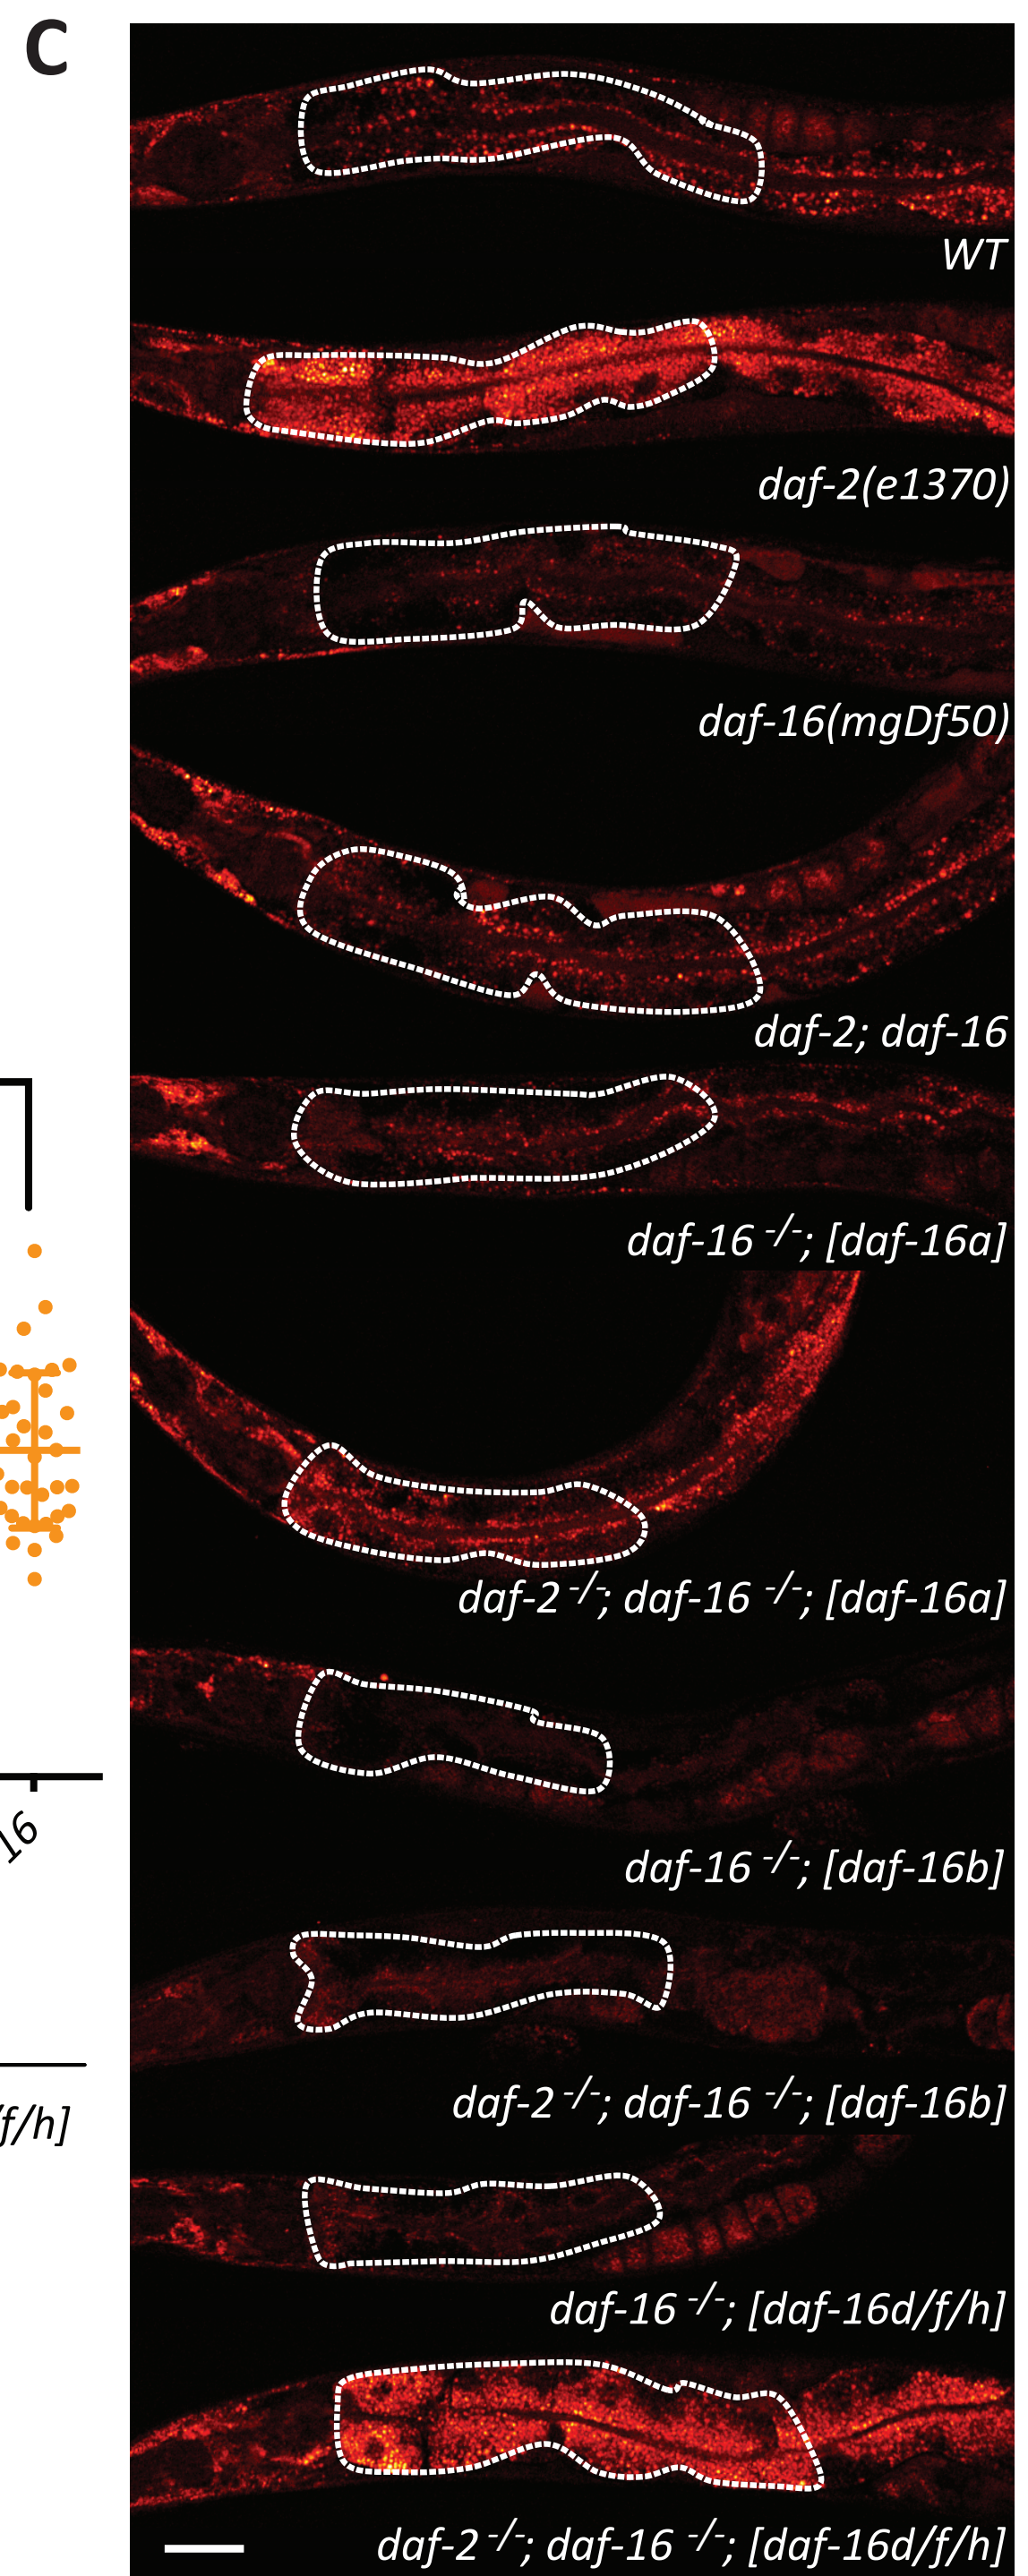 C
WT
daf-2(e1370)
daf-16(mgDf50)
daf-2; daf-16
daf-16 -/-; [daf-16a]
daf-2 -/-; daf-16 -/-; [daf-16a]
daf-16 -/-; [daf-16b]
16
daf-2 -/-; daf-16 -/-; [daf-16b]
/f/h]
daf-16 -/-; [daf-16d/f/h]
daf-2 -/-; daf-16 -/-; [daf-16d/f/h]